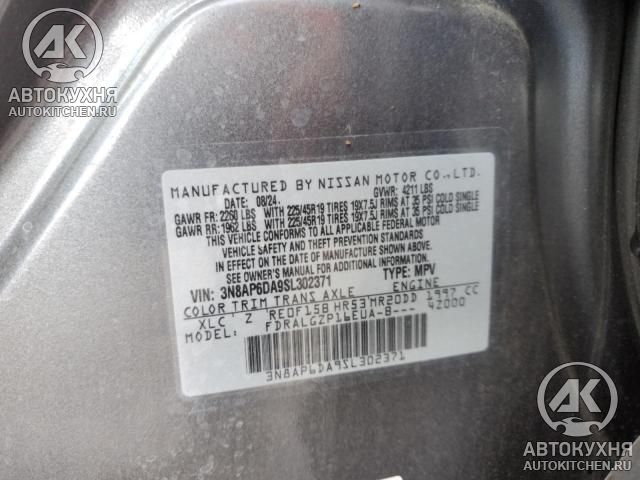 АВТОКУХНЯ
AUTOKITCHEN.RU
MANUFACTURED BY NISSAN MOTOR CO., LTD.
DATE: 08/24. GVWR: 4211 LBS
GAWR FR: 2260 LBS WITH 225/45R19 TIRES 19X7.5J RIMS AT 35 PSI COLD SINGLE
GAWR RR: 1962 LBS WITH 225/45R19 TIRES 19X7.5J RIMS AT 35 PSI COLD SINGLE
THIS VEHICLE CONFORMS TO ALL APPLICABLE FEDERAL MOTOR
VEHICLE SAFETY AND THEFT PREVENTION STANDARDS
IN EFFECT ON THE DATE OF MANUFACTURE SHOWN ABOVE.
SEE OWNER'S MANUAL FOR ADDITIONAL INFORMATION.
VIN: 3N8AP6DA9SL302371 TYPE: MPV
COLOR TRIM TRANS AXLE ENGINE
XLC Z RE0F15B HR53 MR20DD 1997 CC
MODEL: FDRALGZP16EUA-B--- 42000
3N8AP6DA9SL302371
АВТОКУХНЯ
AUTOKITCHEN.RU